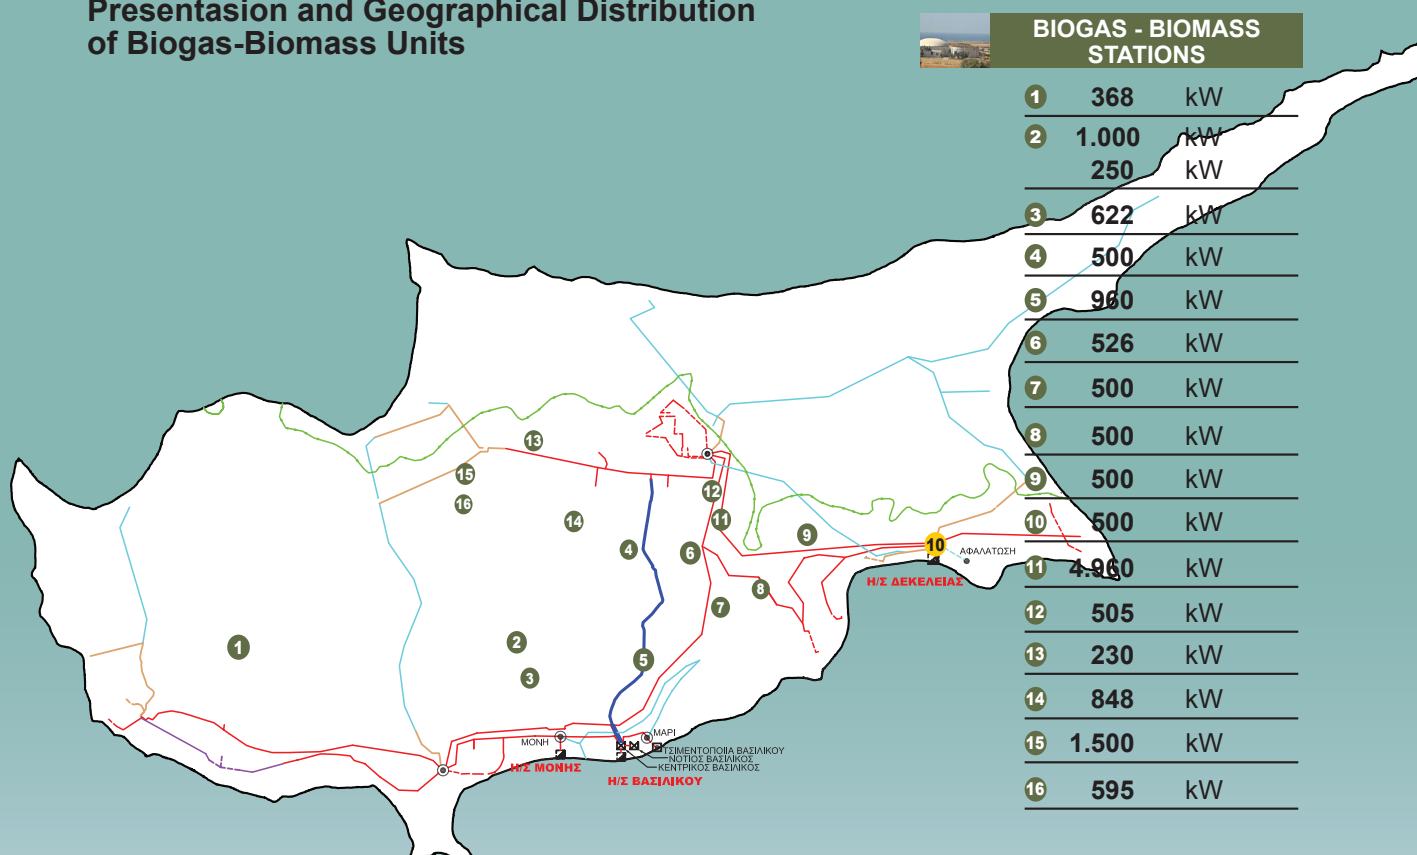 Presentasion and Geographical Distribution
of Biogas-Biomass Units
BIOGAS - BIOMASS
STATIONS
1 368 kW
2 1.000 kW
250 kW
3 622 kW
4 500 kW
5 960 kW
6 526 kW
7 500 kW
8 500 kW
9 500 kW
10 500 kW
11 4.960 kW
12 505 kW
13 230 kW
14 848 kW
15 1.500 kW
16 595 kW
13
15
16
12
14
11
9
4
6
10
ΑΦΑΛΑΤΩΣΗ
Η/Σ ΔΕΚΕΛΕΙΑΣ
8
7
1
2
5
3
ΜΟΝΗ
ΜΑΡΙ
ΤΣΙΜΕΝΤΟΠΟΙΙΑ ΒΑΣΙΛΙΚΟΥ
ΝΟΤΙΟΣ ΒΑΣΙΛΙΚΟΣ
ΚΕΝΤΡΙΚΟΣ ΒΑΣΙΛΙΚΟΣ
Η/Σ ΜΟΝΗΣ
Η/Σ ΒΑΣΙΛΙΚΟΥ